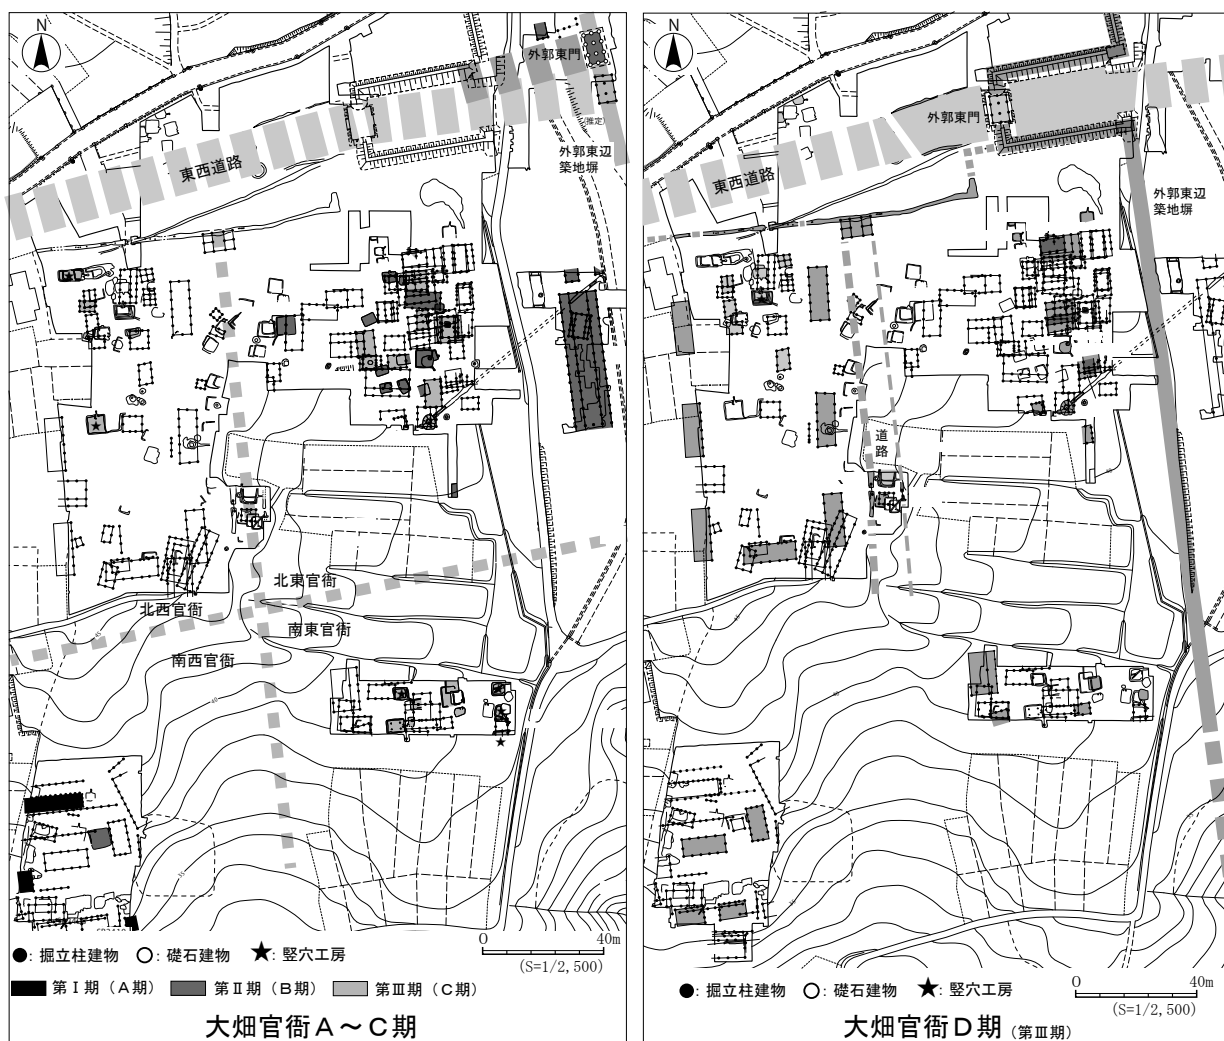 N
外郭東門
(推定)
外郭東辺
築地塀
東西道路
北東官衙
北西官衙
南東官衙
南西官衙
45
40
35
●: 掘立柱建物 ○: 礎石建物 ★: 竪穴工房
0 40m
(S=1/2,500)
第Ⅰ期（A期） 第Ⅱ期（B期） 第Ⅲ期（C期）
大畑官衙A～C期
N
外郭東門
東西道路
外郭東辺
築地塀
道路
●: 掘立柱建物 ○: 礎石建物 ★: 竪穴工房
0 40m
(S=1/2,500)
大畑官衙D期（第Ⅲ期）